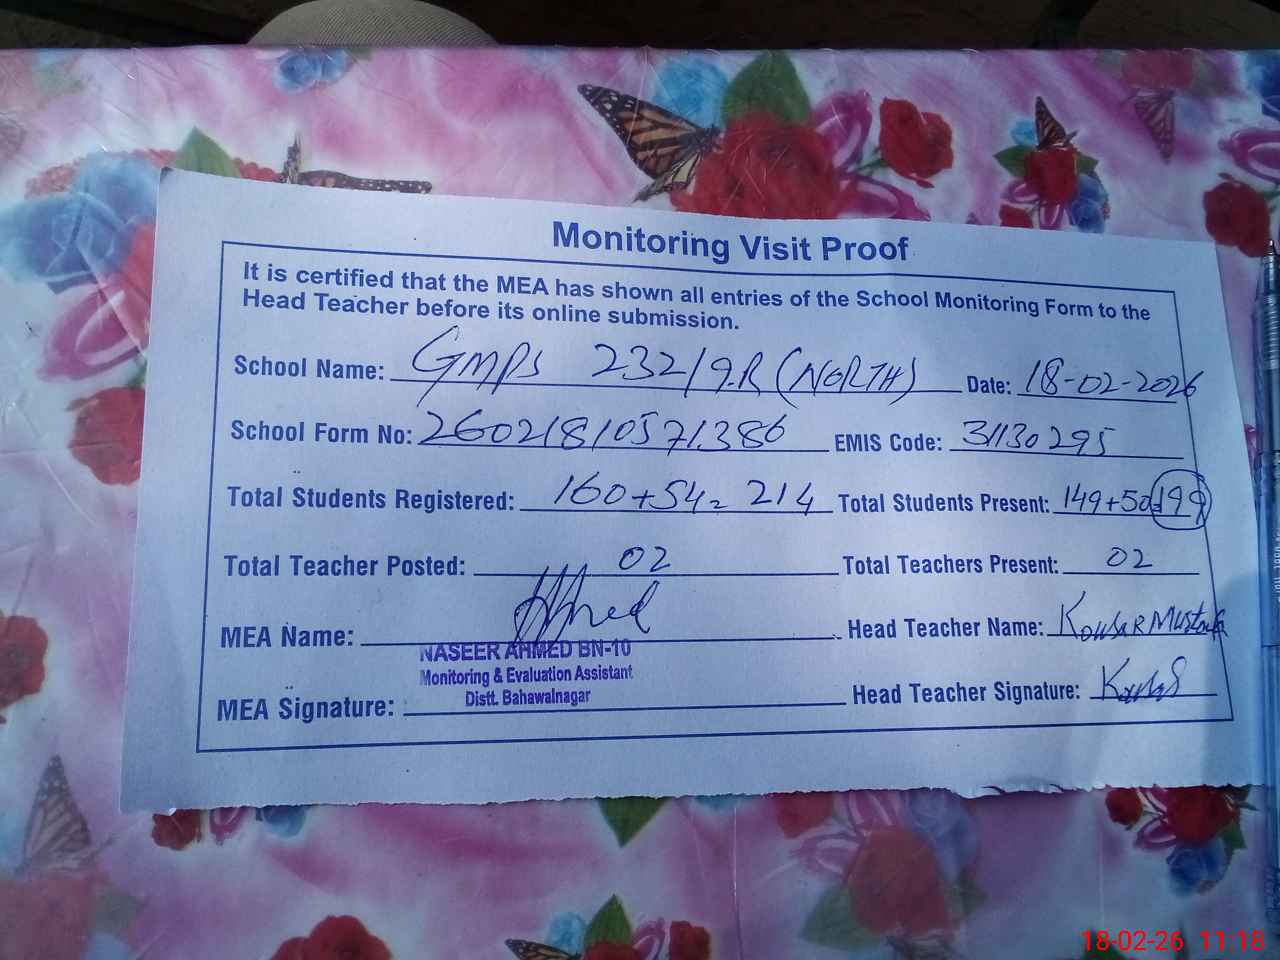 Monitoring Visit Proof
It is certified that the MEA has shown all entries of the School Monitoring Form to the
Head Teacher before its online submission.
School Name: GMPS 232/9.R (NORTH) Date: 18-02-2026
School Form No: 26021810571386 EMIS Code: 31130295
Total Students Registered: 160+54= 214 Total Students Present: 149+50=199
Total Teacher Posted: 02 Total Teachers Present: 02
MEA Name: Head Teacher Name: Kousar Mustafa
NASEER AHMED BN-10
Monitoring & Evaluation Assistant
Distt. Bahawalnagar
MEA Signature: Head Teacher Signature:
18-02-26 11:18